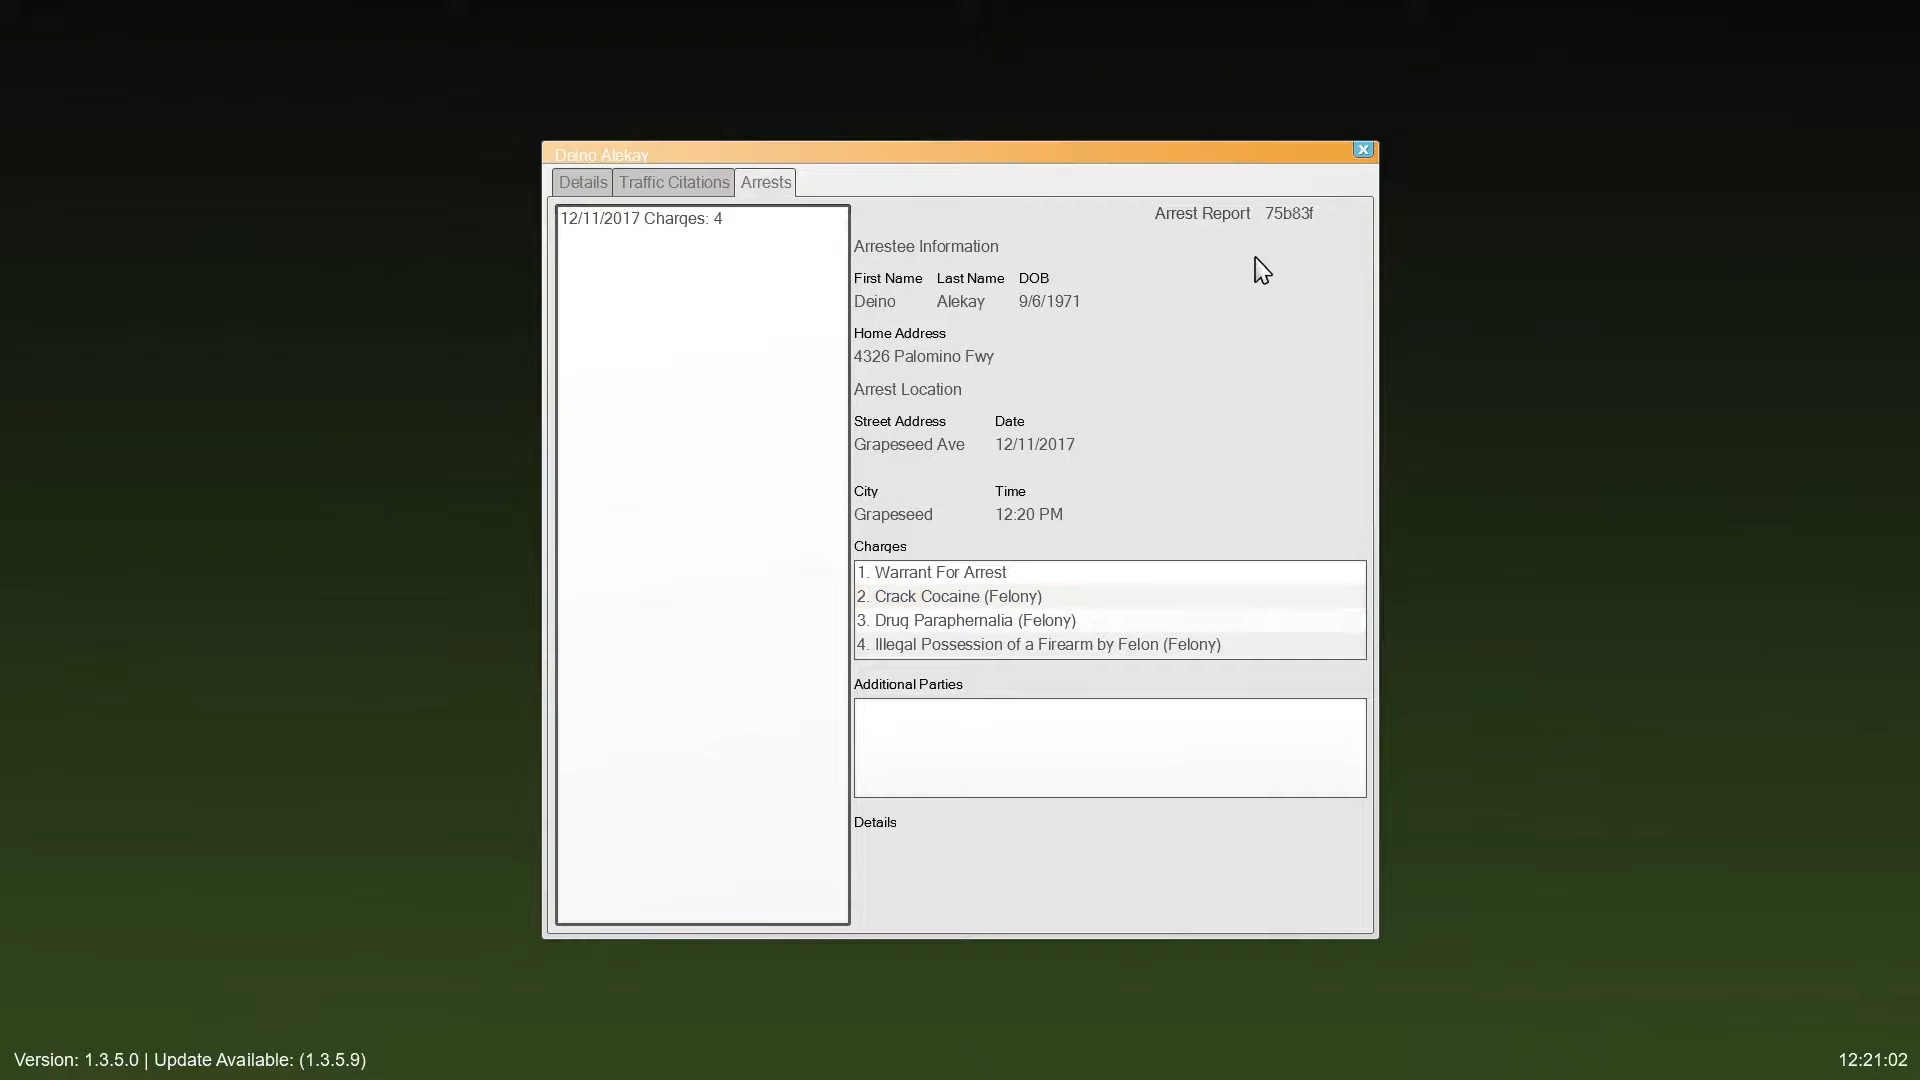 Deino Alekay
Details Traffic Citations Arrests
12/11/2017 Charges: 4
Arrest Report 75b83f
Arrestee Information
First Name Last Name DOB
Deino Alekay 9/6/1971
Home Address
4326 Palomino Fwy
Arrest Location
Street Address Date
Grapeseed Ave 12/11/2017
City Time
Grapeseed 12:20 PM
Charges
1. Warrant For Arrest
2. Crack Cocaine (Felony)
3. Drug Paraphernalia (Felony)
4. Illegal Possession of a Firearm by Felon (Felony)
Additional Parties
Details
Version: 1.3.5.0 | Update Available: (1.3.5.9)
12:21:02